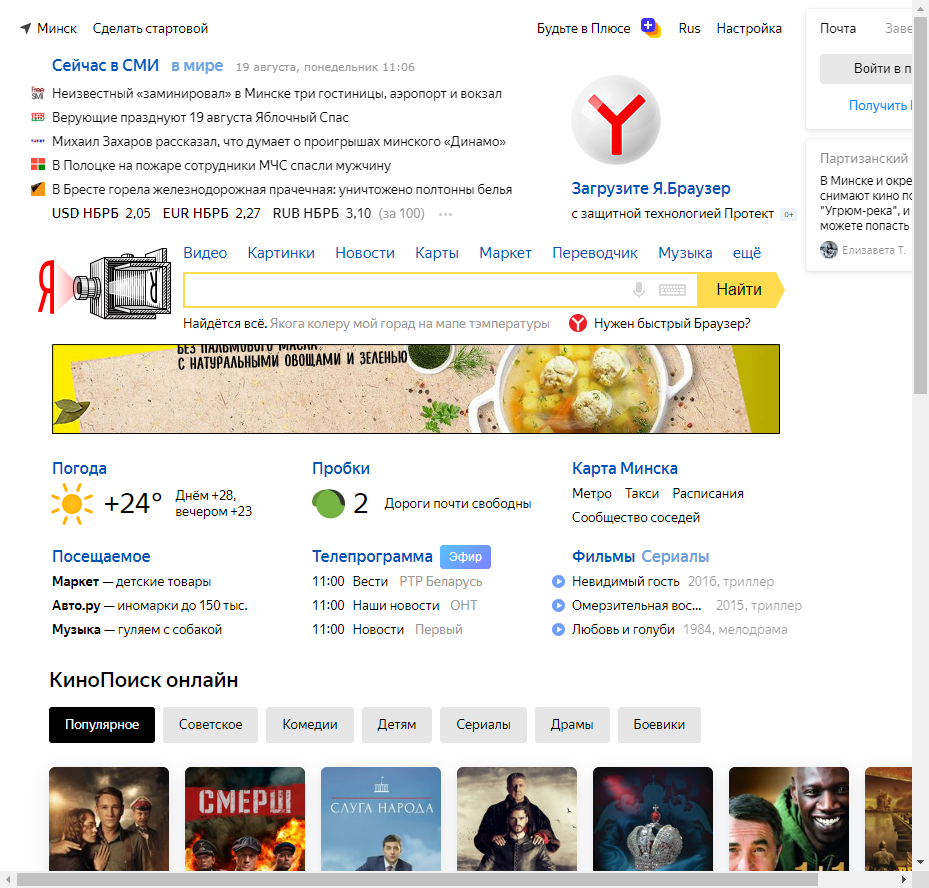 Минск Сделать стартовой Будьте в Плюсе Rus Настройка
Почта Заве
Войти в п
Получить
Сейчас в СМИ в мире 19 августа, понедельник 11:06
Неизвестный «заминировал» в Минске три гостиницы, аэропорт и вокзал
Верующие празднуют 19 августа Яблочный Спас
Михаил Захаров рассказал, что думает о проигрышах минского «Динамо»
В Полоцке на пожаре сотрудники МЧС спасли мужчину
В Бресте горела железнодорожная прачечная: уничтожено полтонны белья
USD НБРБ 2,05 EUR НБРБ 2,27 RUB НБРБ 3,10 (за 100) ...
Загрузите Я.Браузер
с защитной технологией Протект 0+
Партизанский
В Минске и окре
снимают кино по
"Угрюм-река", и
можете попасть
Елизавета Т.
Видео Картинки Новости Карты Маркет Переводчик Музыка ещё
Я
Найти
Найдётся всё. Якога колеру мой горад на мапе тэмпературы
Нужен быстрый Браузер?
БЕЗ ПАЛЬМОВОГО МАСЛА.
С НАТУРАЛЬНЫМИ ОВОЩАМИ И ЗЕЛЕНЬЮ
Погода
+24° Днём +28,
вечером +23
Пробки
2 Дороги почти свободны
Карта Минска
Метро Такси Расписания
Сообщество соседей
Посещаемое
Маркет — детские товары
Авто.ру — иномарки до 150 тыс.
Музыка — гуляем с собакой
Телепрограмма Эфир
11:00 Вести РТР Беларусь
11:00 Наши новости ОНТ
11:00 Новости Первый
Фильмы Сериалы
Невидимый гость 2016, триллер
Омерзительная вос... 2015, триллер
Любовь и голуби 1984, мелодрама
КиноПоиск онлайн
Популярное Советское Комедии Детям Сериалы Драмы Боевики
СМЕРШ
СЛУГА НАРОДА
1+1